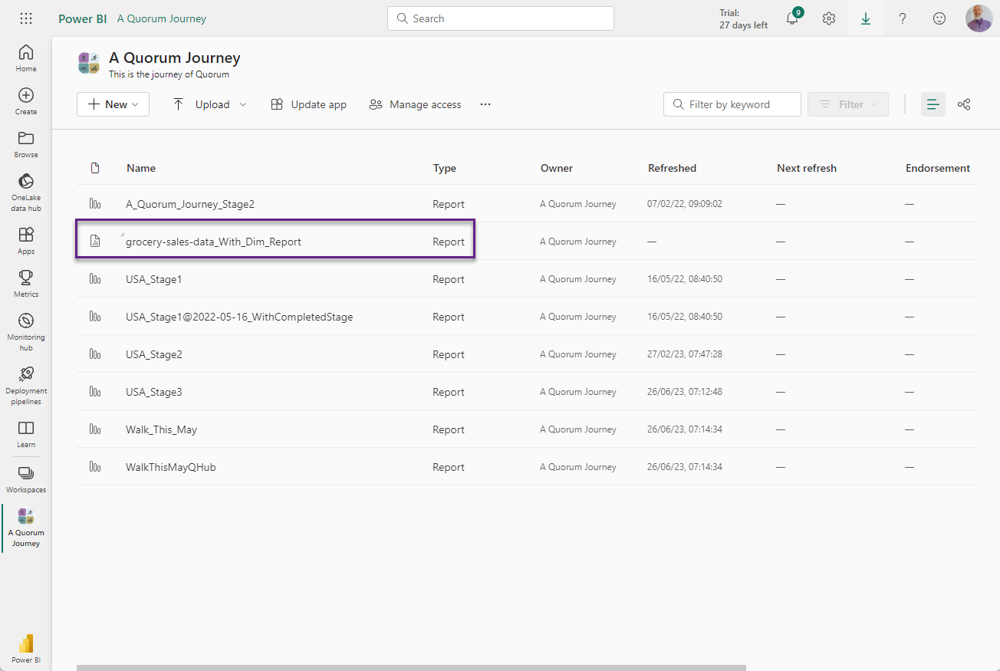 Power BI A Quorum Journey
Search
Trial:
27 days left
9
Home
Create
Browse
OneLake
data hub
Apps
Metrics
Monitoring
hub
Deployment
pipelines
Learn
Workspaces
A Quorum
Journey
Power BI
A Quorum Journey
This is the journey of Quorum
New Upload Update app Manage access ... Filter by keyword Filter
Name Type Owner Refreshed Next refresh Endorsement
A_Quorum_Journey_Stage2 Report A Quorum Journey 07/02/22, 09:09:02 — —
grocery-sales-data_With_Dim_Report Report A Quorum Journey — — —
USA_Stage1 Report A Quorum Journey 16/05/22, 08:40:50 — —
USA_Stage1@2022-05-16_WithCompletedStage Report A Quorum Journey 16/05/22, 08:40:50 — —
USA_Stage2 Report A Quorum Journey 27/02/23, 07:47:28 — —
USA_Stage3 Report A Quorum Journey 26/06/23, 07:12:48 — —
Walk_This_May Report A Quorum Journey 26/06/23, 07:14:34 — —
WalkThisMayQHub Report A Quorum Journey 26/06/23, 07:14:34 — —